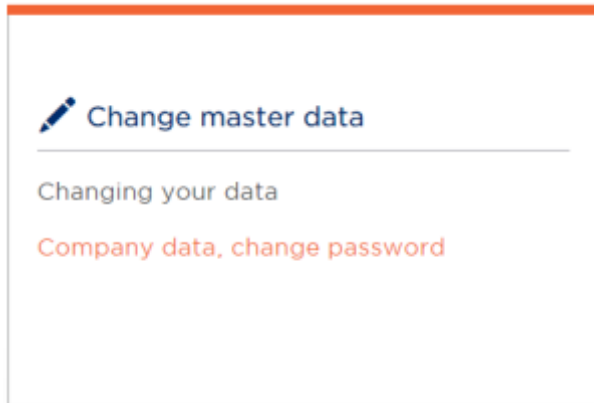 Change master data
Changing your data
Company data, change password